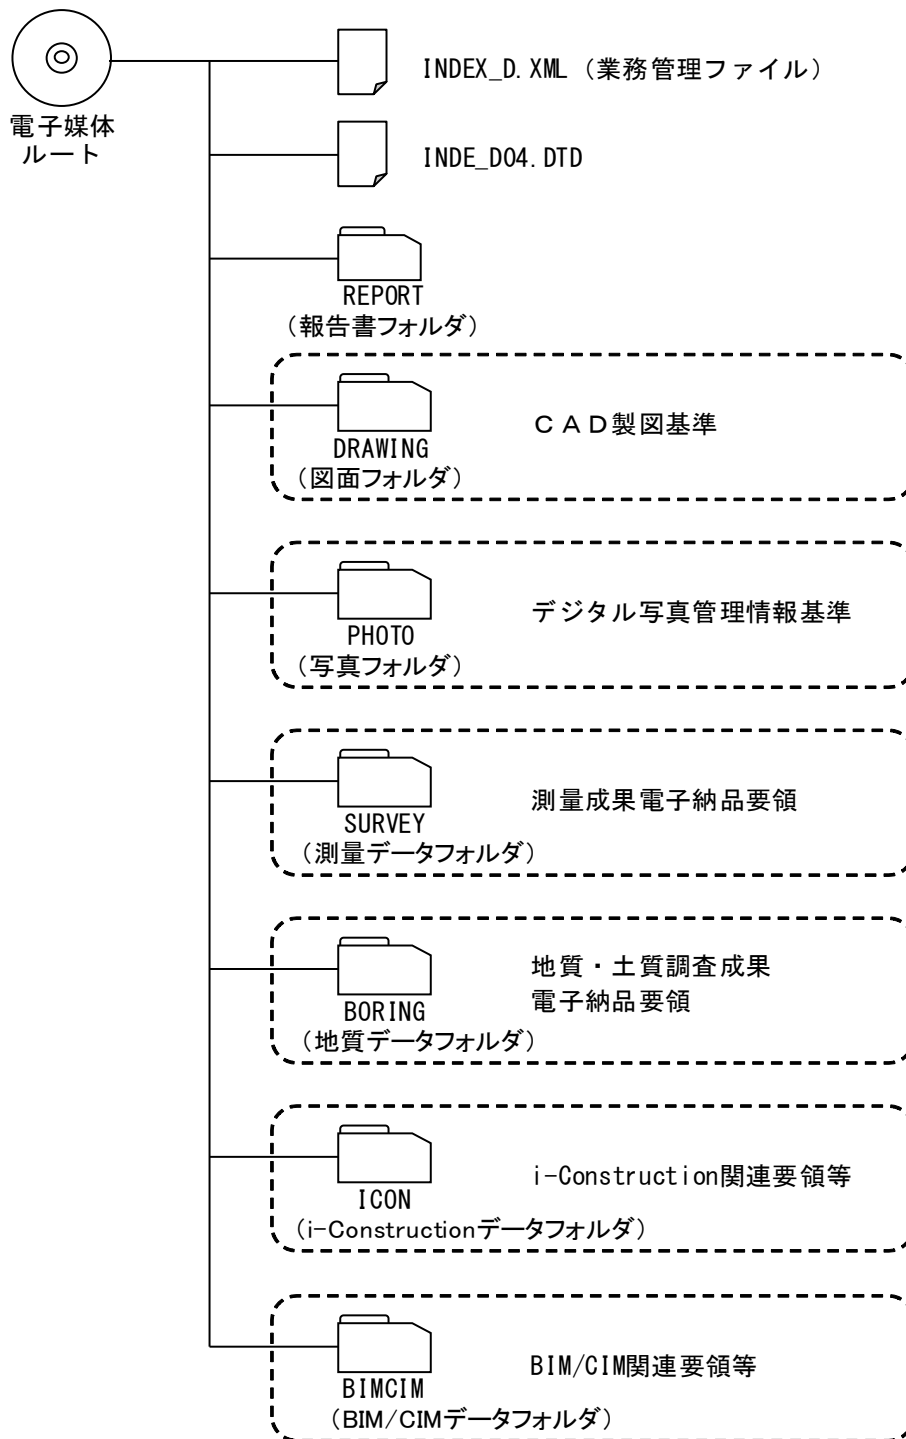 電子媒体
ルート
INDEX_D.XML（業務管理ファイル）
INDE_D04.DTD
REPORT
（報告書フォルダ）
DRAWING
（図面フォルダ）
ＣＡＤ製図基準
PHOTO
（写真フォルダ）
デジタル写真管理情報基準
SURVEY
（測量データフォルダ）
測量成果電子納品要領
BORING
（地質データフォルダ）
地質・土質調査成果
電子納品要領
ICON
（i-Constructionデータフォルダ）
i-Construction関連要領等
BIMCIM
（BIM/CIMデータフォルダ）
BIM/CIM関連要領等